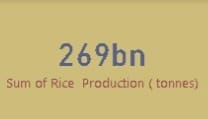 269bn
Sum of Rice Production ( tonnes)